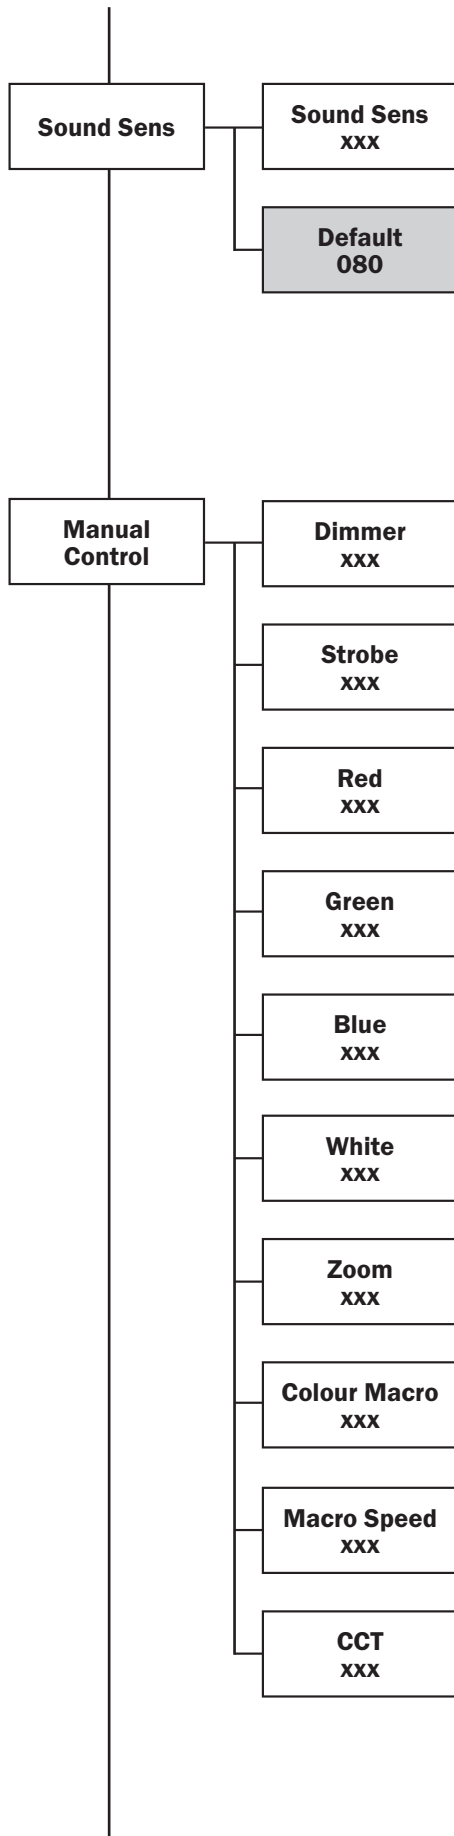 Sound Sens
Sound Sens
xxx
Default
080
Manual
Control
Dimmer
xxx
Strobe
xxx
Red
xxx
Green
xxx
Blue
xxx
White
xxx
Zoom
xxx
Colour Macro
xxx
Macro Speed
xxx
CCT
xxx